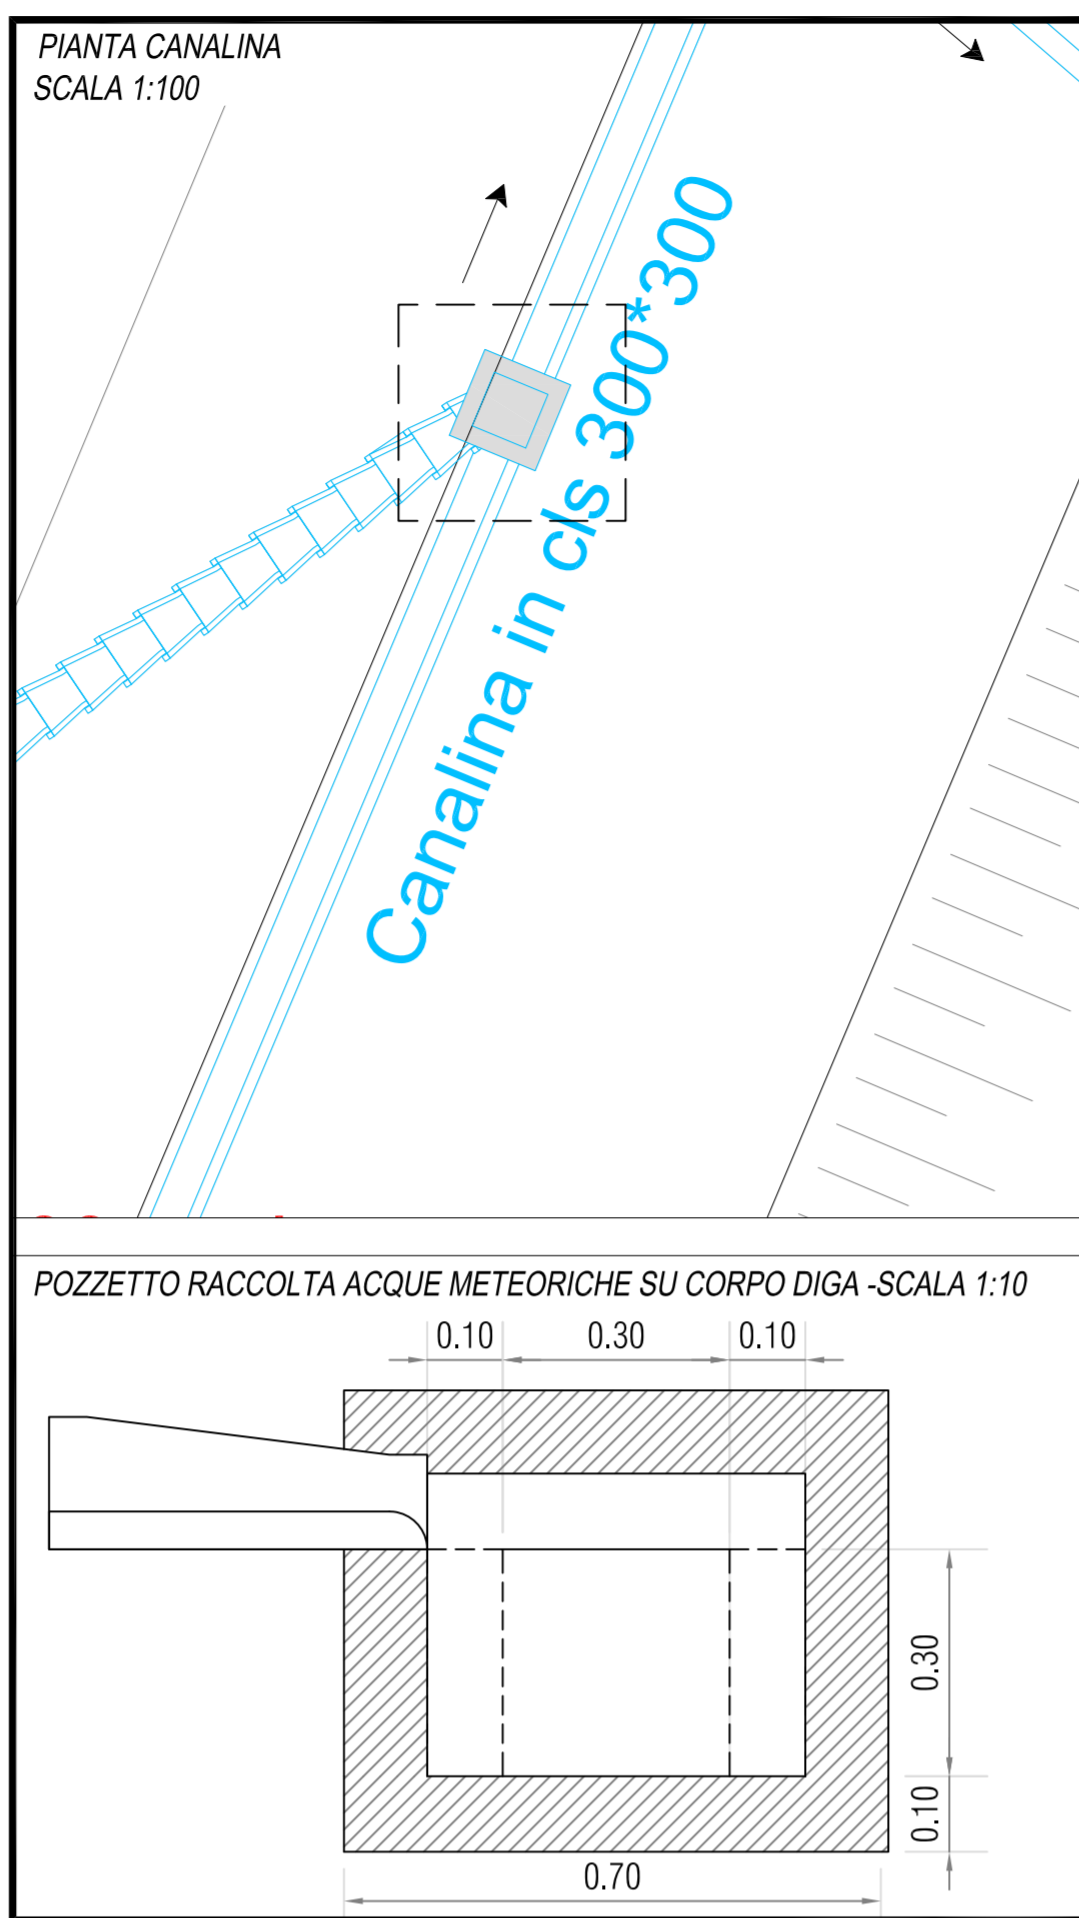 PIANTA CANALINA
SCALA 1:100
Canalina in cls 300*300
POZZETTO RACCOLTA ACQUE METEORICHE SU CORPO DIGA -SCALA 1:10
0.10 0.30 0.10
0.30
0.10
0.70